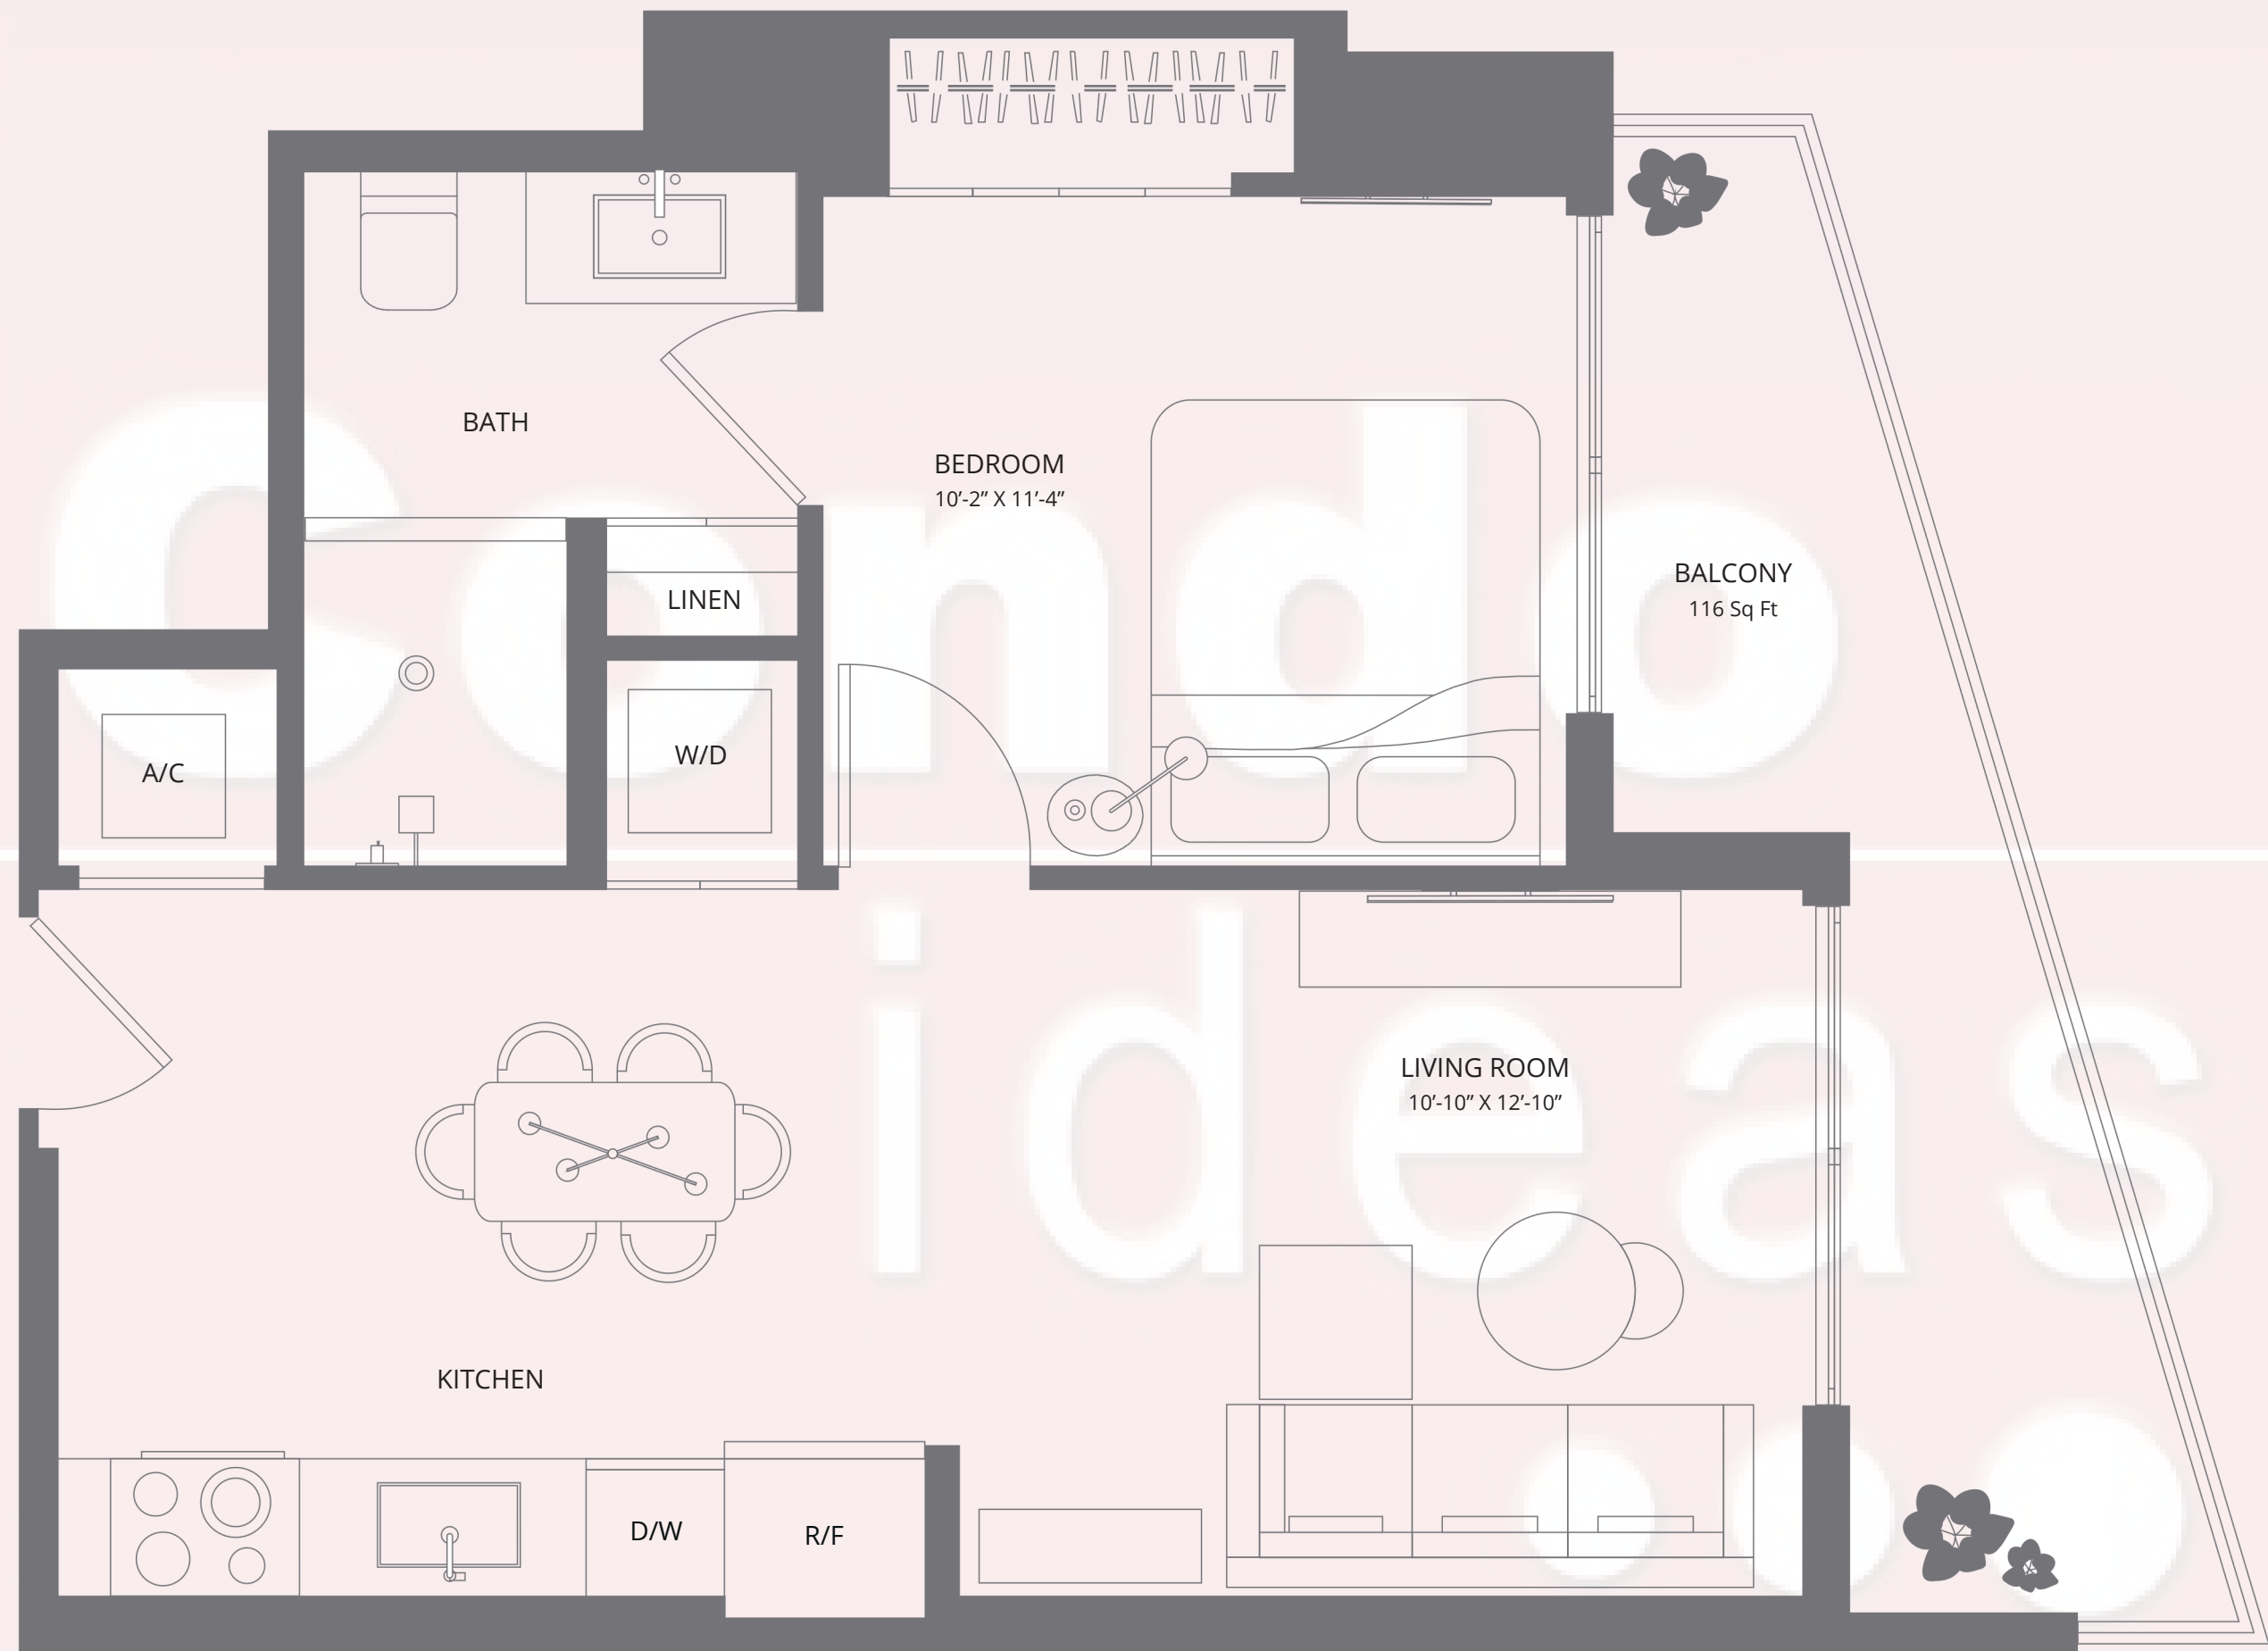 BATH
BEDROOM
10’-2” X 11’-4”
LINEN
BALCONY
116 Sq Ft
W/D
A/C
LIVING ROOM
10’-10” X 12’-10”
KITCHEN
D/W
R/F
Condo
ideas